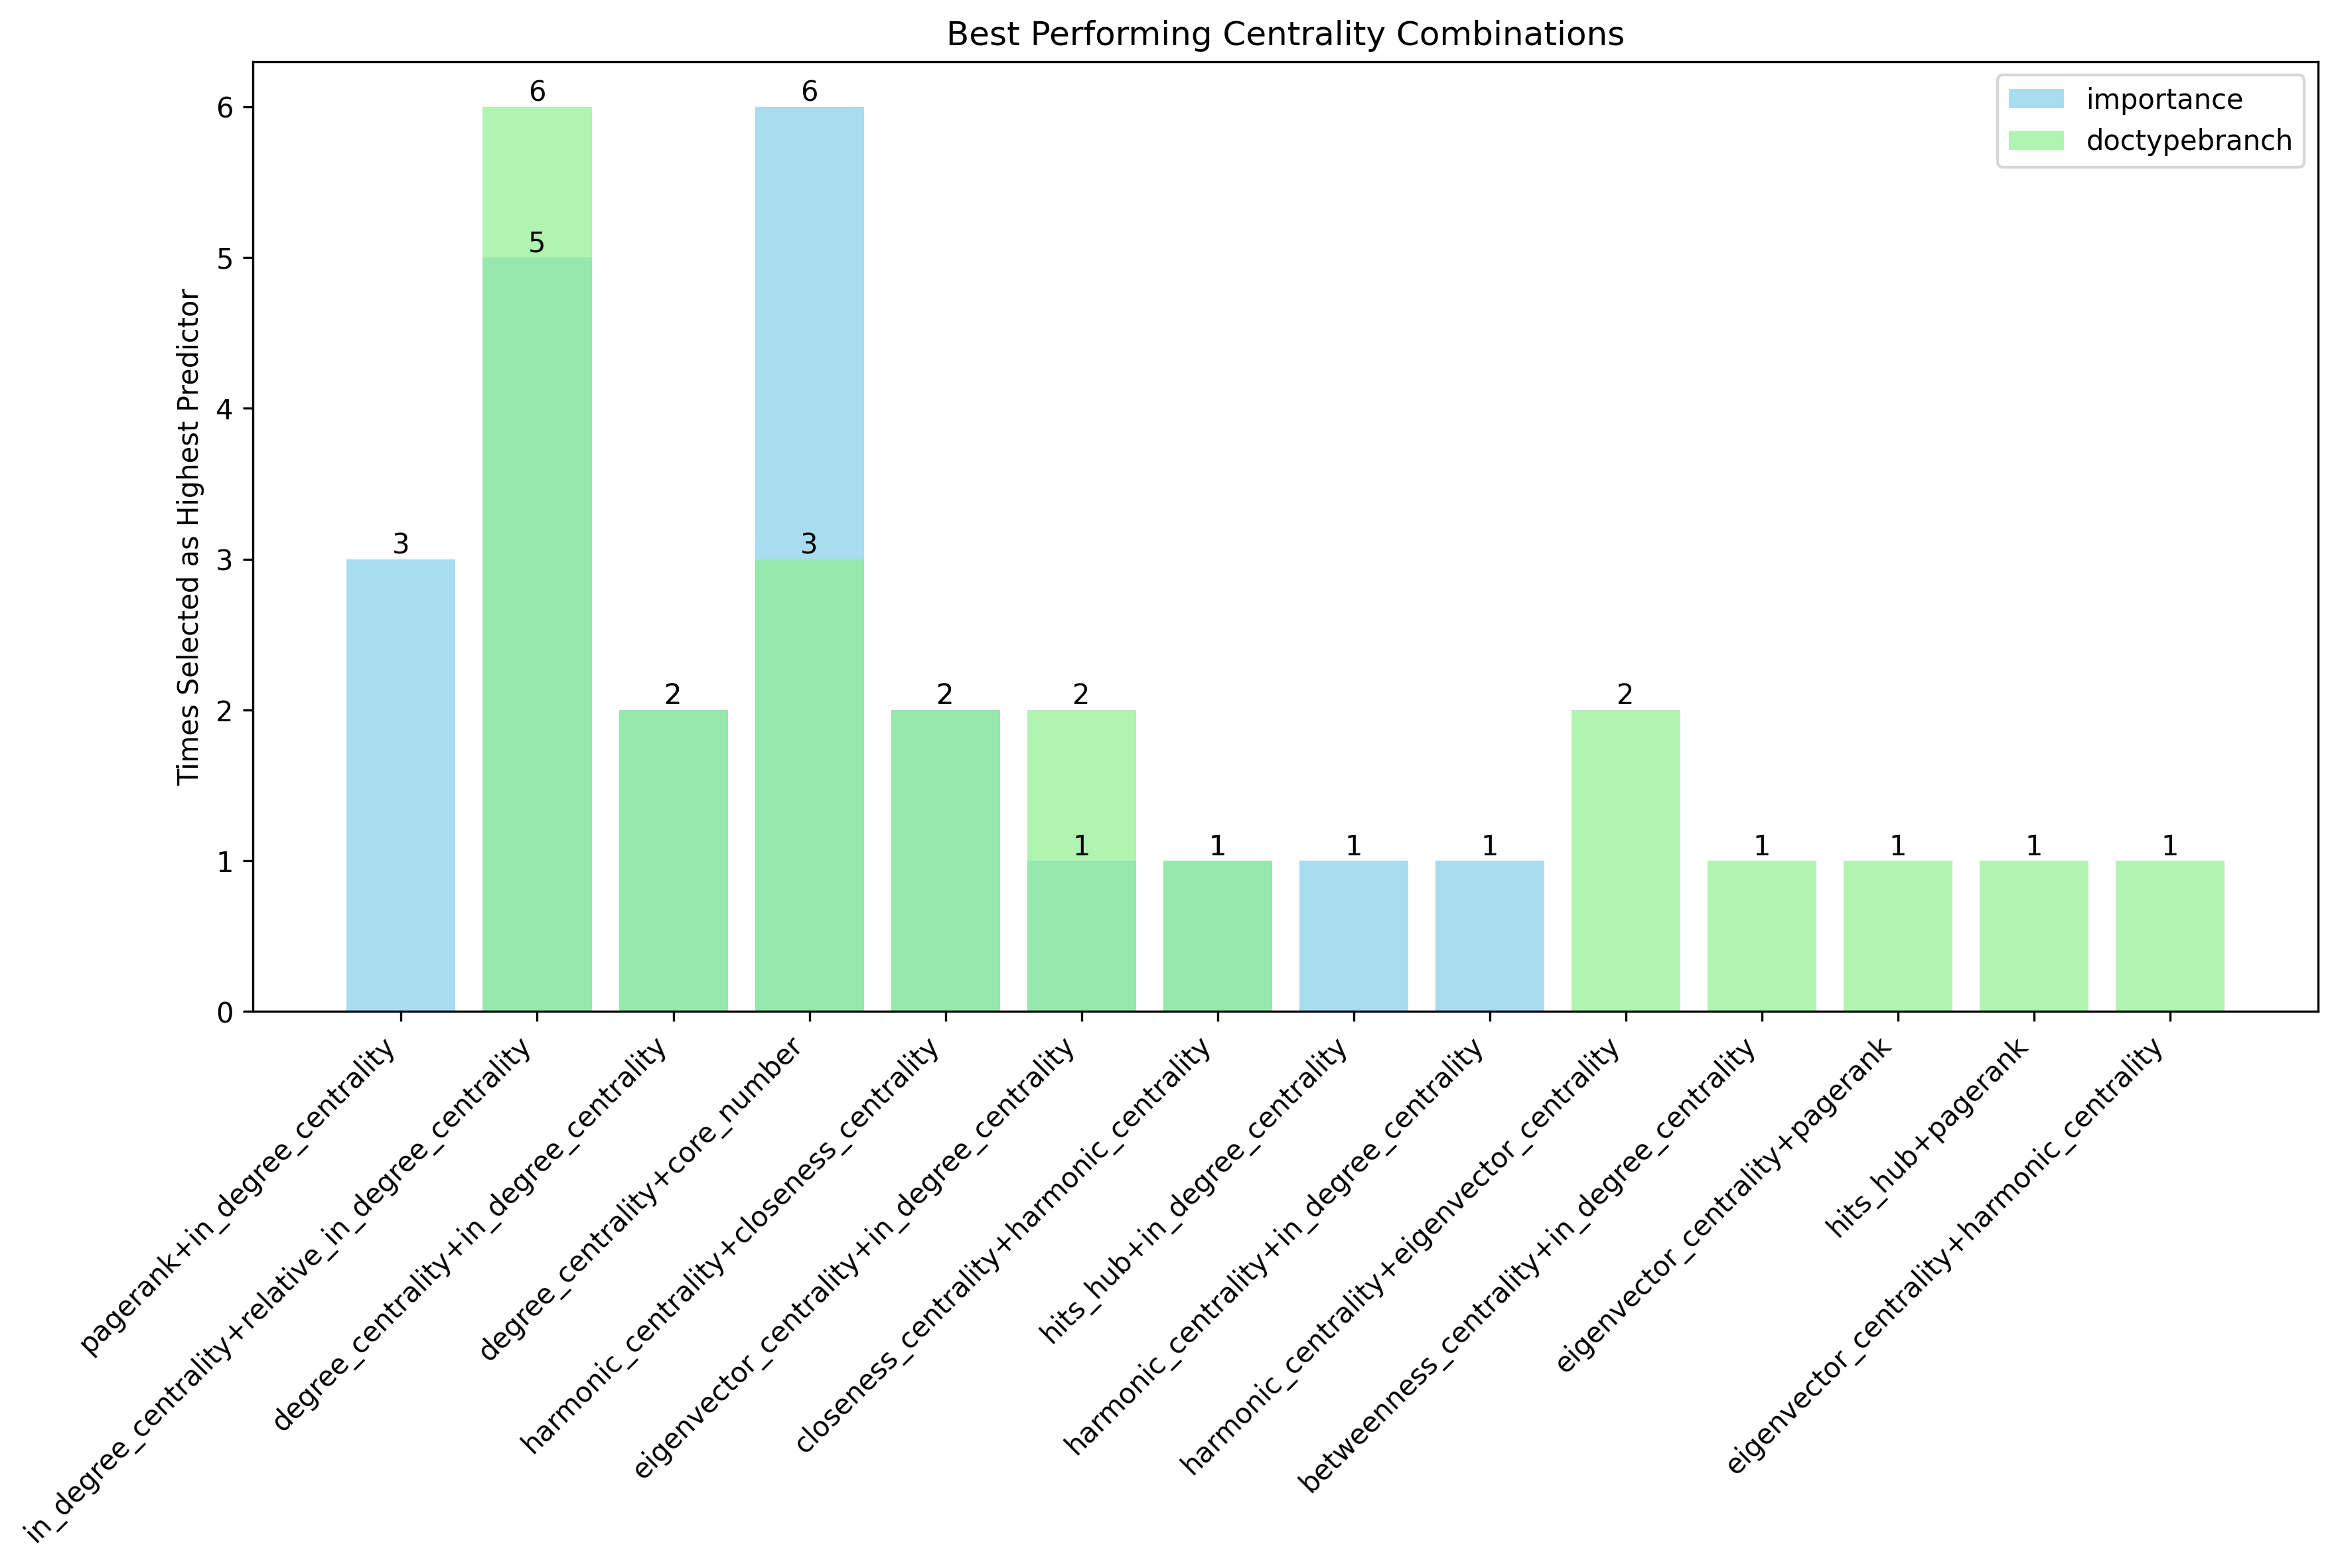 Best Performing Centrality Combinations
importance
doctypebranch
Times Selected as Highest Predictor
6
5
4
3
2
1
0
3
6
5
2
6
3
2
2
1
1
1
1
2
1
1
1
1
pagerank+in_degree_centrality
in_degree_centrality+relative_in_degree_centrality
degree_centrality+in_degree_centrality
degree_centrality+core_number
harmonic_centrality+closeness_centrality
eigenvector_centrality+in_degree_centrality
closeness_centrality+harmonic_centrality
hits_hub+in_degree_centrality
harmonic_centrality+in_degree_centrality
harmonic_centrality+eigenvector_centrality
betweenness_centrality+in_degree_centrality
eigenvector_centrality+pagerank
hits_hub+pagerank
eigenvector_centrality+harmonic_centrality